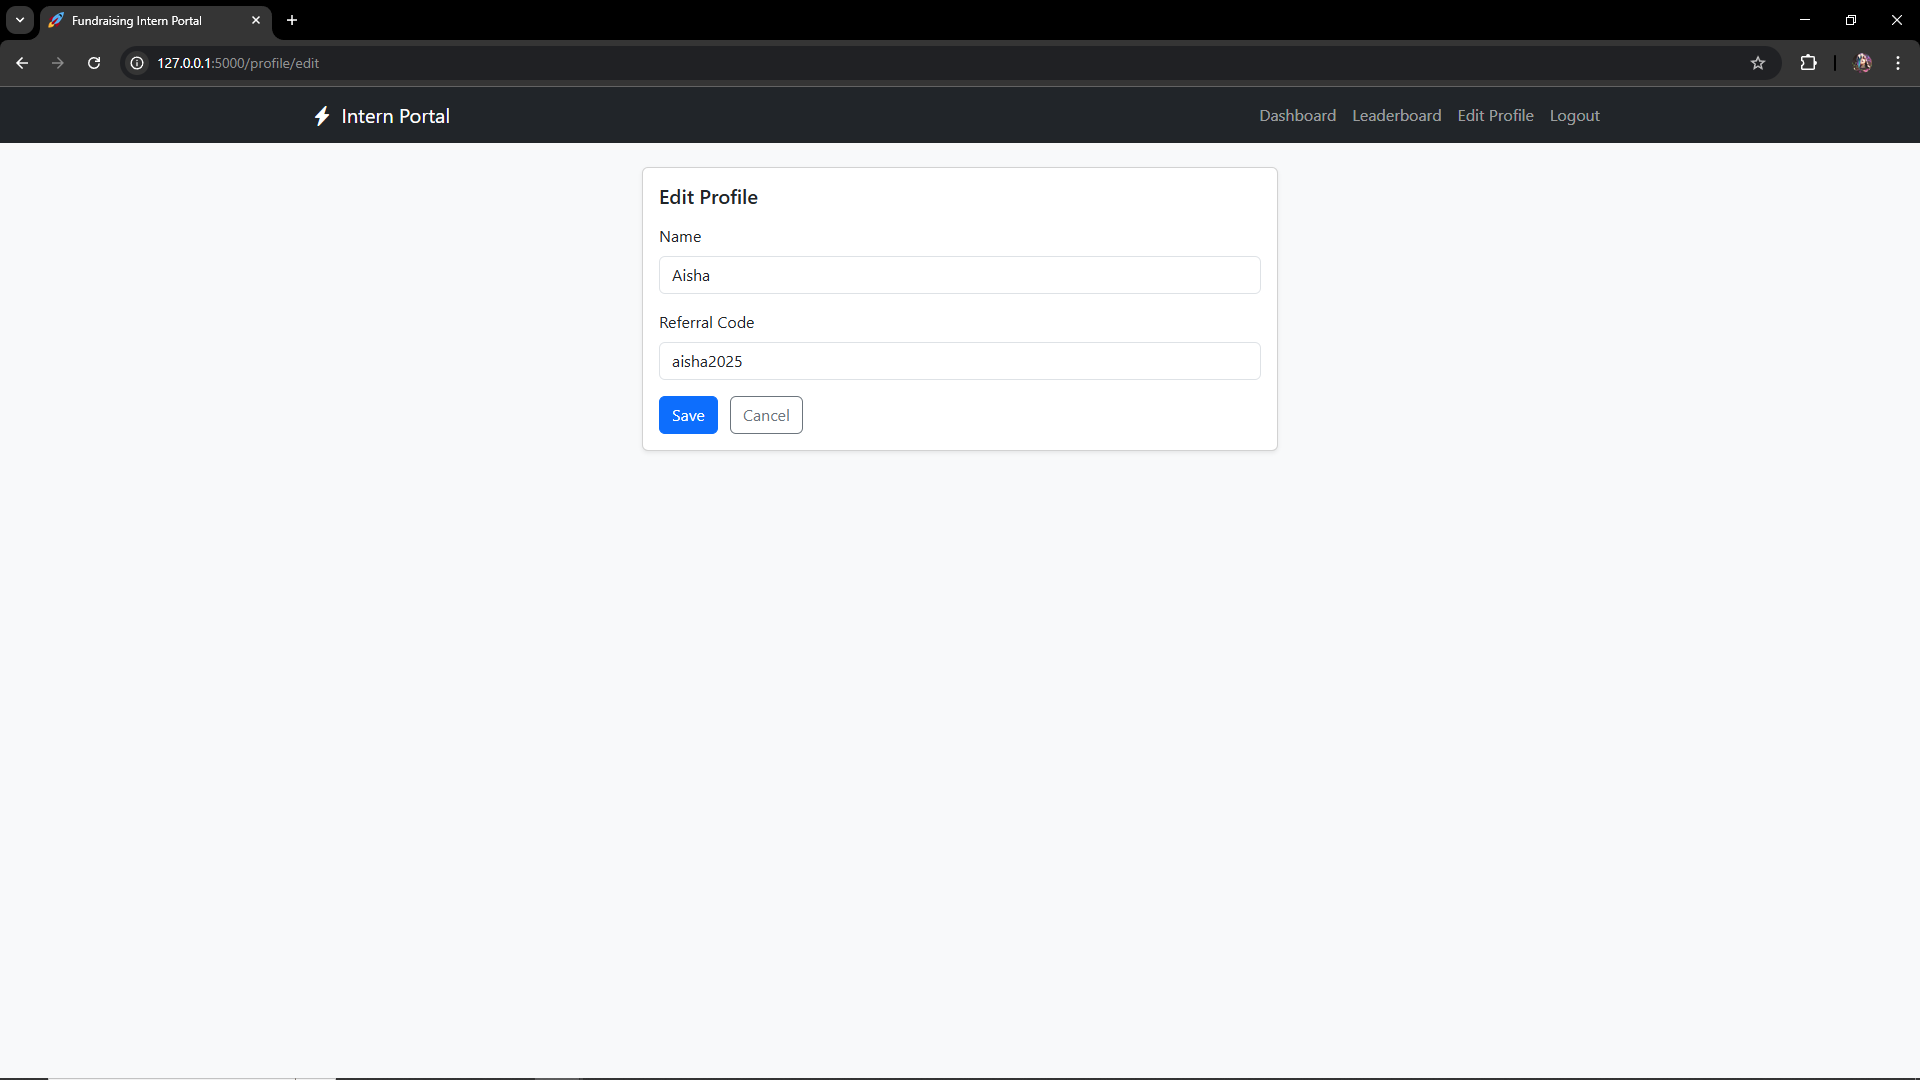 Fundraising Intern Portal
127.0.0.1:5000/profile/edit
Intern Portal
Dashboard Leaderboard Edit Profile Logout
Edit Profile
Name
Aisha
Referral Code
aisha2025
Save Cancel